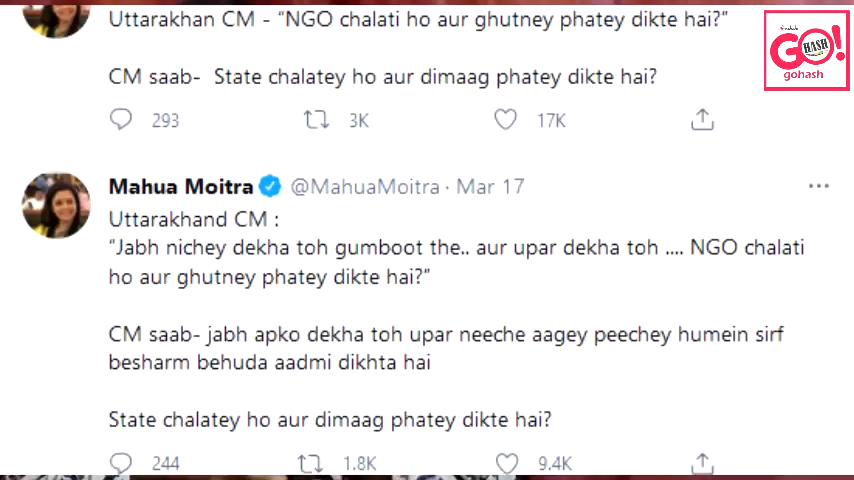 Uttarakhan CM - “NGO chalati ho aur ghutney phatey dikte hai?”
CM saab- State chalatey ho aur dimaag phatey dikte hai?
293 3K 17K
GO!
HASH
gohash
Mahua Moitra @MahuaMoitra · Mar 17
Uttarakhand CM :
“Jabh nichey dekha toh gumboot the.. aur upar dekha toh .... NGO chalati
ho aur ghutney phatey dikte hai?”
CM saab- jabh apko dekha toh upar neeche aagey peechey humein sirf
besharm behuda aadmi dikhta hai
State chalatey ho aur dimaag phatey dikte hai?
244 1.8K 9.4K